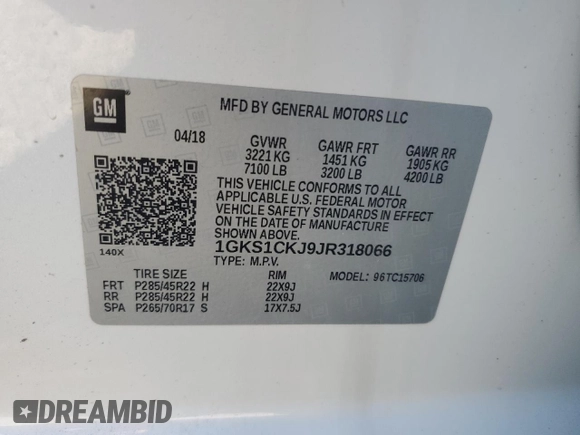 GM
MFD BY GENERAL MOTORS LLC
04/18 GVWR GAWR FRT GAWR RR
3221 KG 1451 KG 1905 KG
7100 LB 3200 LB 4200 LB
THIS VEHICLE CONFORMS TO ALL
APPLICABLE U.S. FEDERAL MOTOR
VEHICLE SAFETY STANDARDS IN EFFECT
ON THE DATE OF MANUFACTURE
SHOWN ABOVE.
140X
1GKS1CKJ9JR318066
TYPE: M.P.V. MODEL: 96TC15706
TIRE SIZE RIM
FRT P285/45R22 H 22X9J
RR P285/45R22 H 22X9J
SPA P265/70R17 S 17X7.5J
DREAMBID